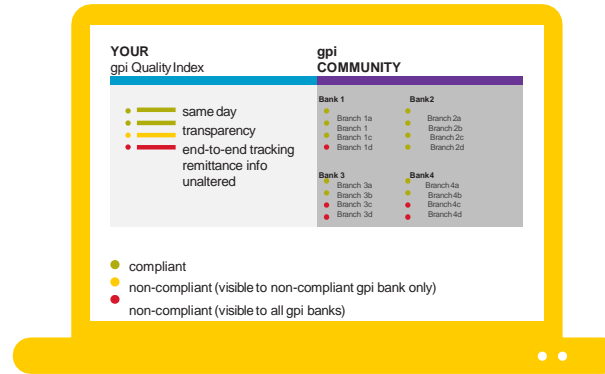 YOUR
gpi Quality Index
gpi
COMMUNITY
same day
transparency
end-to-end tracking
remittance info
unaltered
Bank 1
Branch 1a
Branch 1
Branch 1c
Branch 1d
Bank2
Branch 2a
Branch 2b
Branch 2c
Branch 2d
Bank 3
Branch 3a
Branch 3b
Branch 3c
Branch 3d
Bank4
Branch 4a
Branch 4b
Branch 4c
Branch 4d
compliant
non-compliant (visible to non-compliant gpi bank only)
non-compliant (visible to all gpi banks)